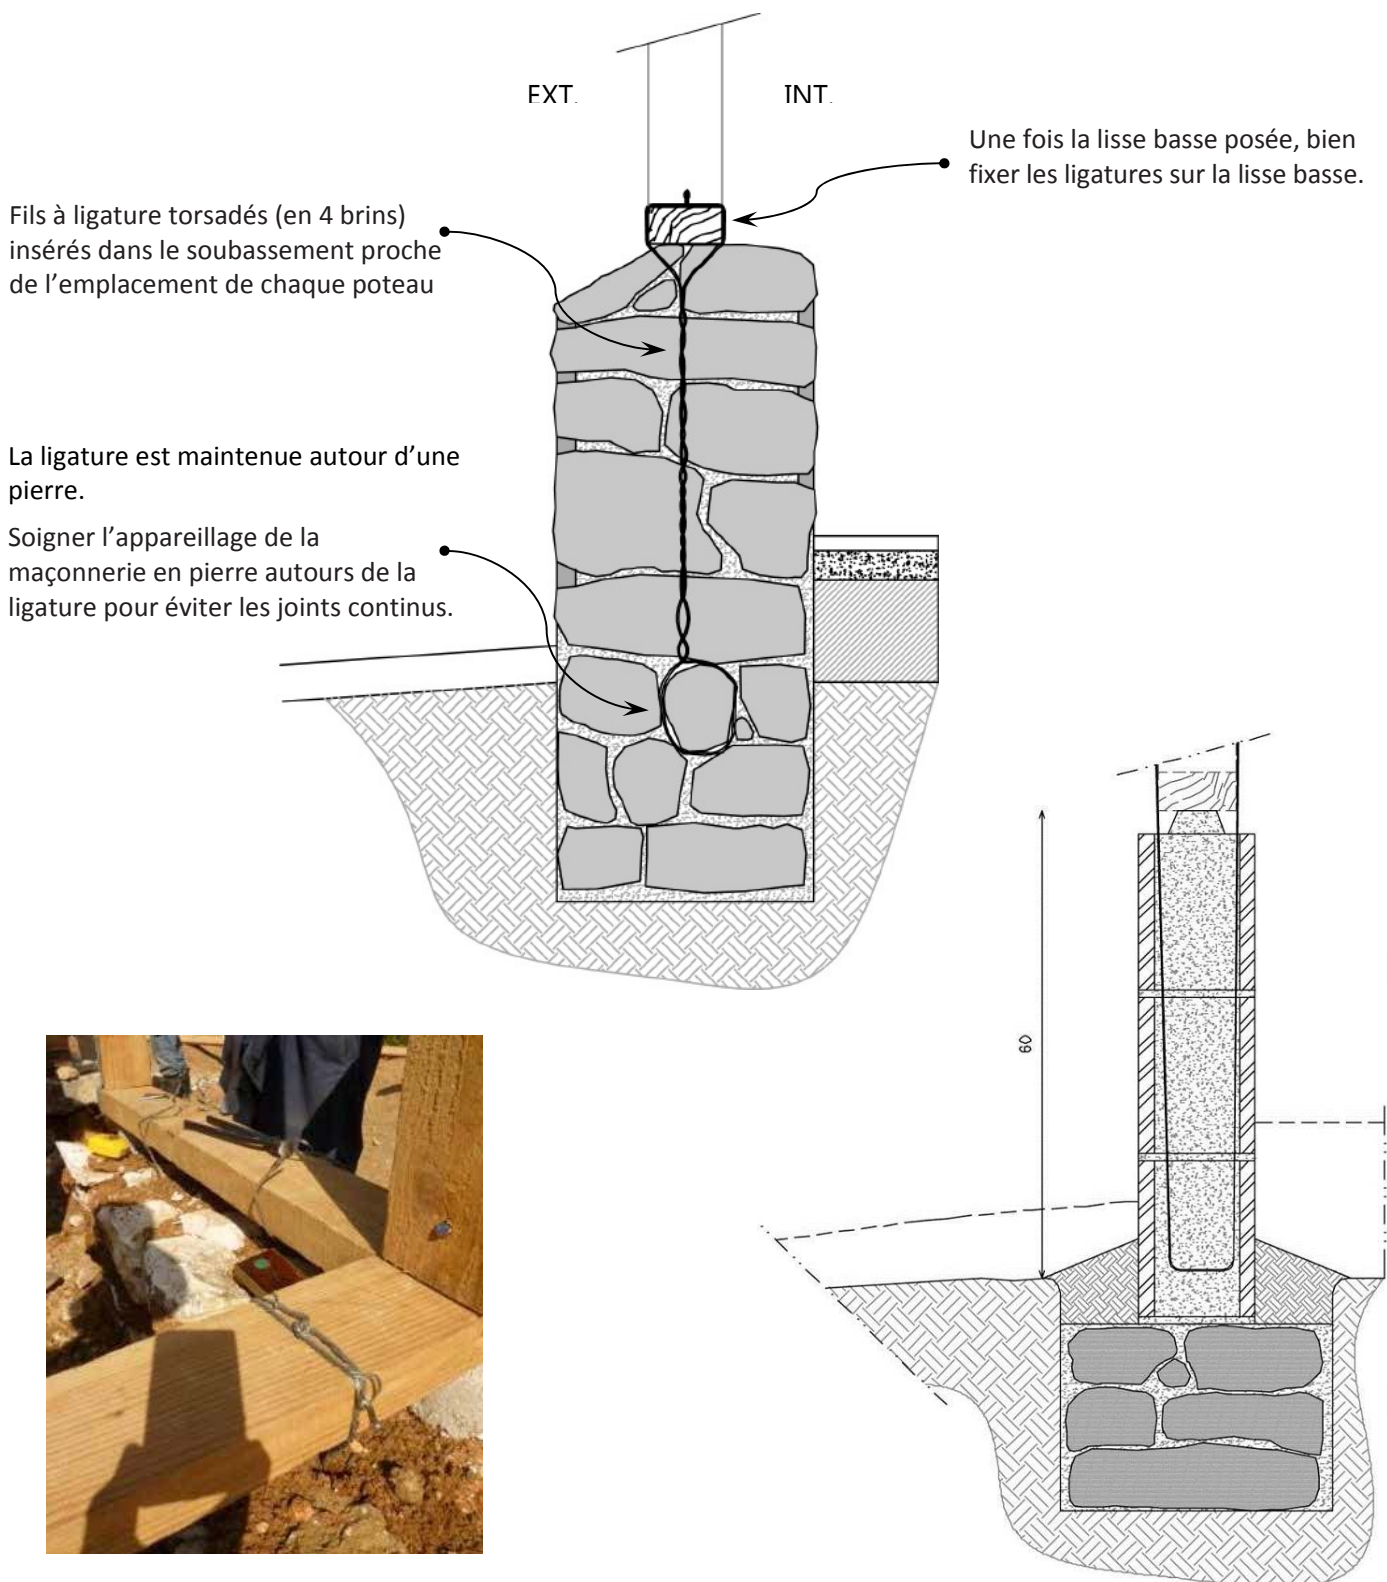 EXT.
INT.
Une fois la lisse basse posée, bien
fixer les ligatures sur la lisse basse.
Fils à ligature torsadés (en 4 brins)
insérés dans le soubassement proche
de l’emplacement de chaque poteau
La ligature est maintenue autour d’une
pierre.
Soigner l’appareillage de la
maçonnerie en pierre autours de la
ligature pour éviter les joints continus.
60